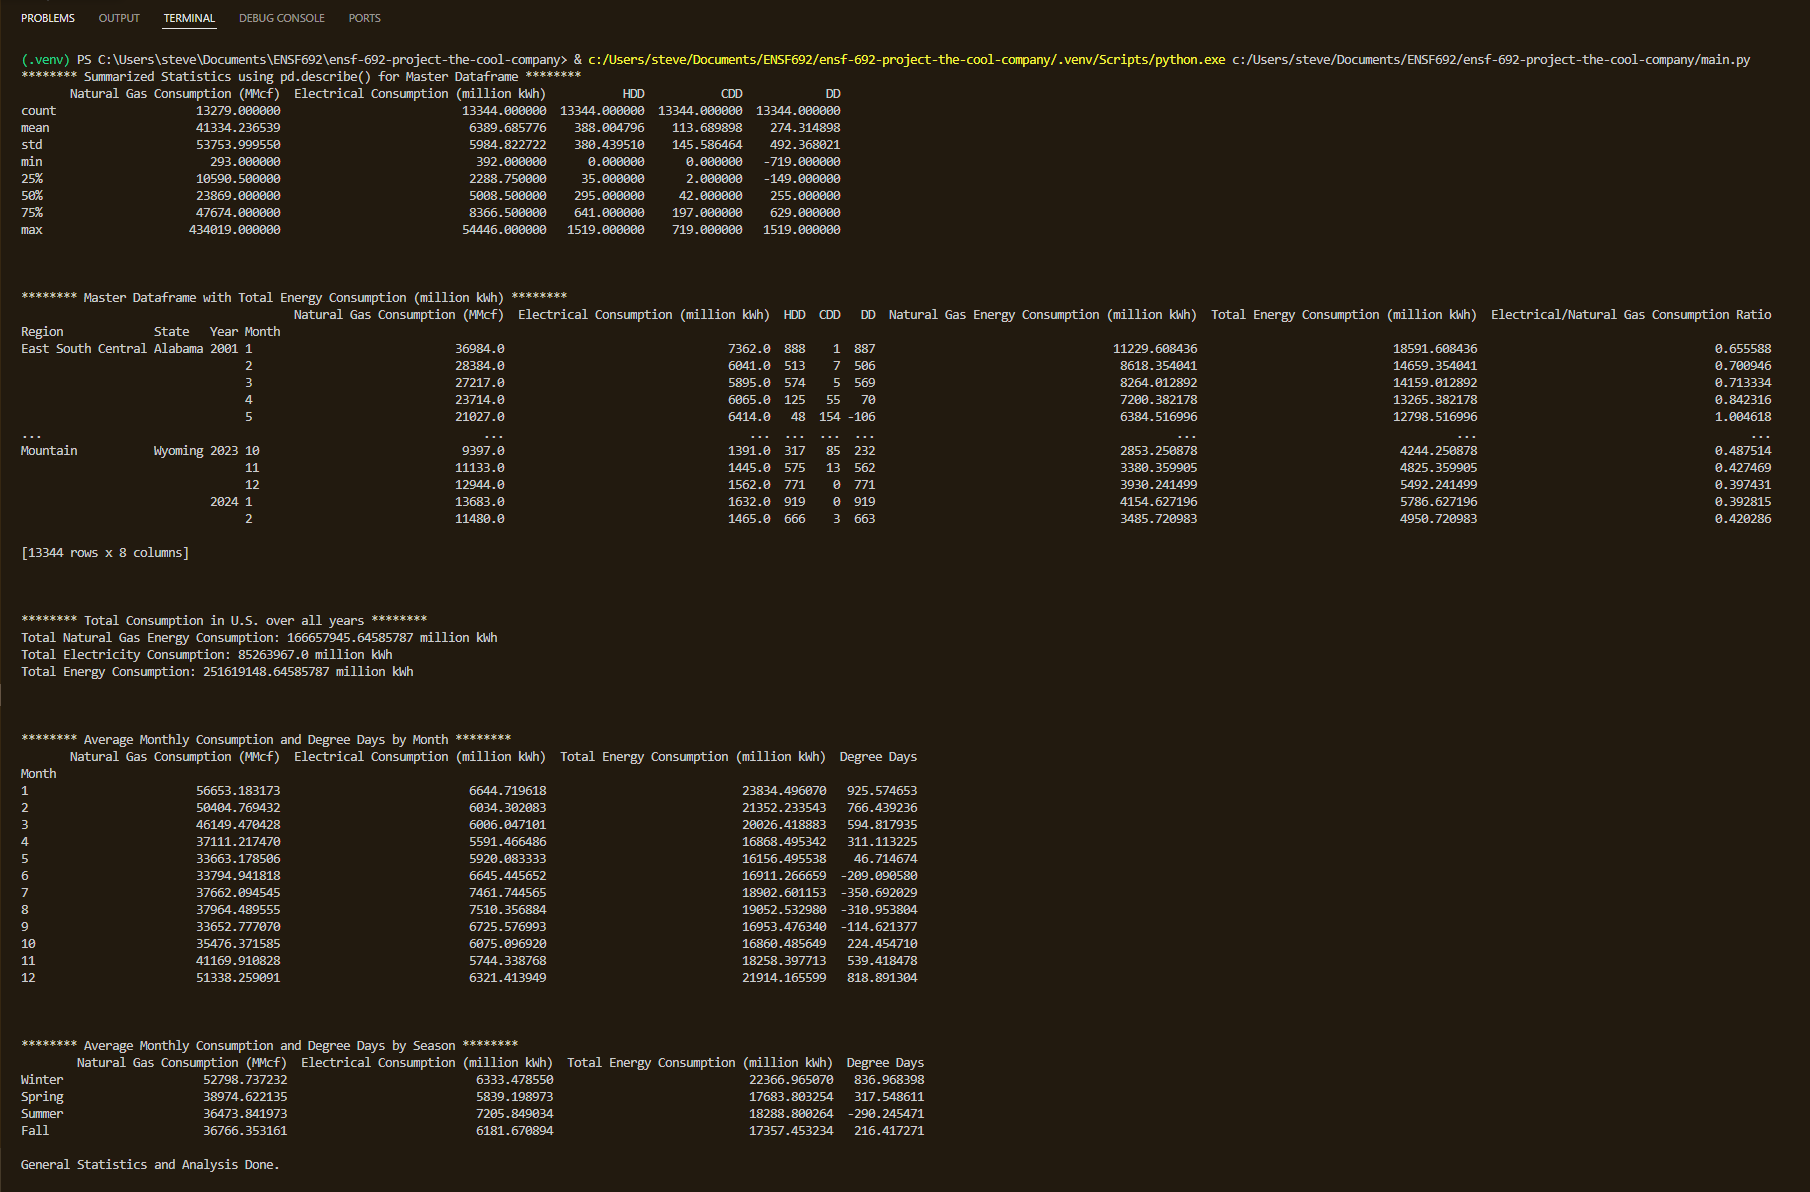 PROBLEMS OUTPUT TERMINAL DEBUG CONSOLE PORTS
(.venv) PS C:\Users\steve\Documents\ENSF692\ensf-692-project-the-cool-company> & c:/Users/steve/Documents/ENSF692/ensf-692-project-the-cool-company/.venv/Scripts/python.exe c:/Users/steve/Documents/ENSF692/ensf-692-project-the-cool-company/main.py
******** Summarized Statistics using pd.describe() for Master Dataframe ********
Natural Gas Consumption (MMcf) Electrical Consumption (million kWh) HDD CDD DD
count 13279.000000 13344.000000 13344.000000 13344.000000 13344.000000
mean 41334.236539 6389.685776 388.004796 113.689898 274.314898
std 53753.999550 5984.822722 380.439510 145.586464 492.368021
min 293.000000 392.000000 0.000000 0.000000 -719.000000
25% 10590.500000 2288.750000 35.000000 2.000000 -149.000000
50% 23869.000000 5008.500000 295.000000 42.000000 255.000000
75% 47674.000000 8366.500000 641.000000 197.000000 629.000000
max 434019.000000 54446.000000 1519.000000 719.000000 1519.000000
******** Master Dataframe with Total Energy Consumption (million kWh) ********
Natural Gas Consumption (MMcf) Electrical Consumption (million kWh) HDD CDD DD Natural Gas Energy Consumption (million kWh) Total Energy Consumption (million kWh) Electrical/Natural Gas Consumption Ratio
Region State Year Month
East South Central Alabama 2001 1 36984.0 7362.0 888 1 887 11229.608436 18591.608436 0.655588
2 28384.0 6041.0 513 7 506 8618.354041 14659.354041 0.700946
3 27217.0 5895.0 574 5 569 8264.012892 14159.012892 0.713334
4 23714.0 6065.0 125 55 70 7200.382178 13265.382178 0.842316
5 21027.0 6414.0 48 154 -106 6384.516996 12798.516996 1.004618
... ... ... ... ... ... ... ... ...
Mountain Wyoming 2023 10 9397.0 1391.0 317 85 232 2853.250878 4244.250878 0.487514
11 11133.0 1445.0 575 13 562 3380.359905 4825.359905 0.427469
12 12944.0 1562.0 771 0 771 3930.241499 5492.241499 0.397431
2024 1 13683.0 1632.0 919 0 919 4154.627196 5786.627196 0.392815
2 11480.0 1465.0 666 3 663 3485.720983 4950.720983 0.420286
[13344 rows x 8 columns]
******** Total Consumption in U.S. over all years ********
Total Natural Gas Energy Consumption: 166657945.64585787 million kWh
Total Electricity Consumption: 85263967.0 million kWh
Total Energy Consumption: 251619148.64585787 million kWh
******** Average Monthly Consumption and Degree Days by Month ********
Natural Gas Consumption (MMcf) Electrical Consumption (million kWh) Total Energy Consumption (million kWh) Degree Days
Month
1 56653.183173 6644.719618 23834.496070 925.574653
2 50404.769432 6034.302083 21352.233543 766.439236
3 46149.470428 6006.047101 20026.418883 594.817935
4 37111.217470 5591.466486 16868.495342 311.113225
5 33663.178506 5920.083333 16156.495538 46.714674
6 33794.941818 6645.445652 16911.266659 -209.090580
7 37662.094545 7461.744565 18902.601153 -350.692029
8 37964.489555 7510.356884 19052.532980 -310.953804
9 33652.777070 6725.576993 16953.476340 -114.621377
10 35476.371585 6075.096920 16860.485649 224.454710
11 41169.910828 5744.338768 18258.397713 539.418478
12 51338.259091 6321.413949 21914.165599 818.891304
******** Average Monthly Consumption and Degree Days by Season ********
Natural Gas Consumption (MMcf) Electrical Consumption (million kWh) Total Energy Consumption (million kWh) Degree Days
Winter 52798.737232 6333.478550 22366.965070 836.968398
Spring 38974.622135 5839.198973 17683.803254 317.548611
Summer 36473.841973 7205.849034 18288.800264 -290.245471
Fall 36766.353161 6181.670894 17357.453234 216.417271
General Statistics and Analysis Done.